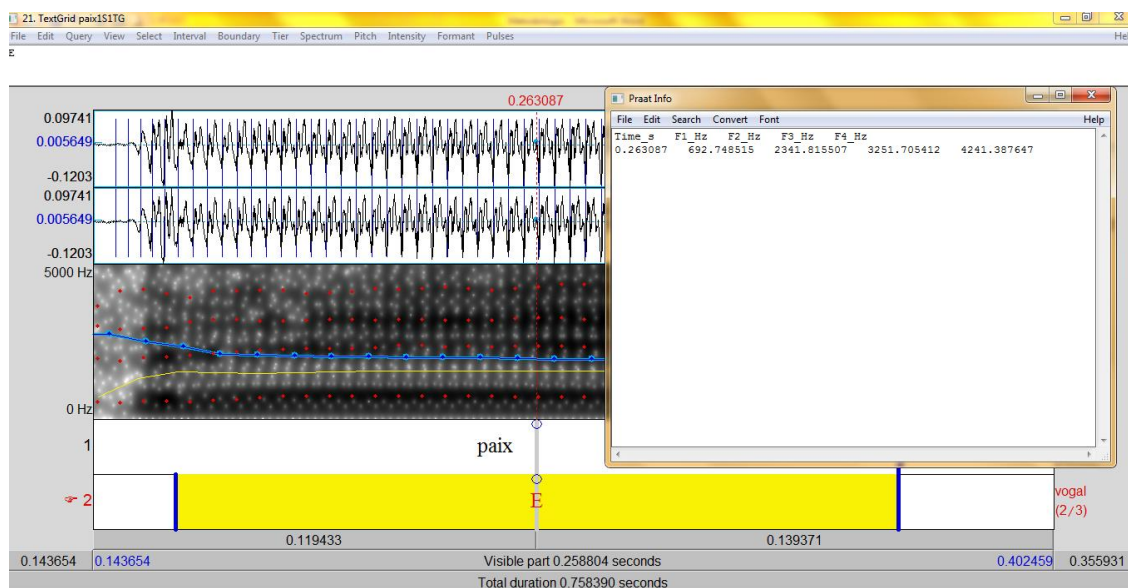 21. TextGrid paix1S1TG
File Edit Query View Select Interval Boundary Tier Spectrum Pitch Intensity Formant Pulses
E
0.263087
0.09741
0.005649
-0.1203
0.09741
0.005649
-0.1203
5000 Hz
0 Hz
Praat Info
File Edit Search Convert Font Help
Time_s F1_Hz F2_Hz F3_Hz F4_Hz
0.263087 692.748515 2341.815507 3251.705412 4241.387647
1 paix
2 E vogal
(2/3)
0.119433 0.139371
0.143654 0.143654 Visible part 0.258804 seconds 0.402459 0.355931
Total duration 0.758390 seconds